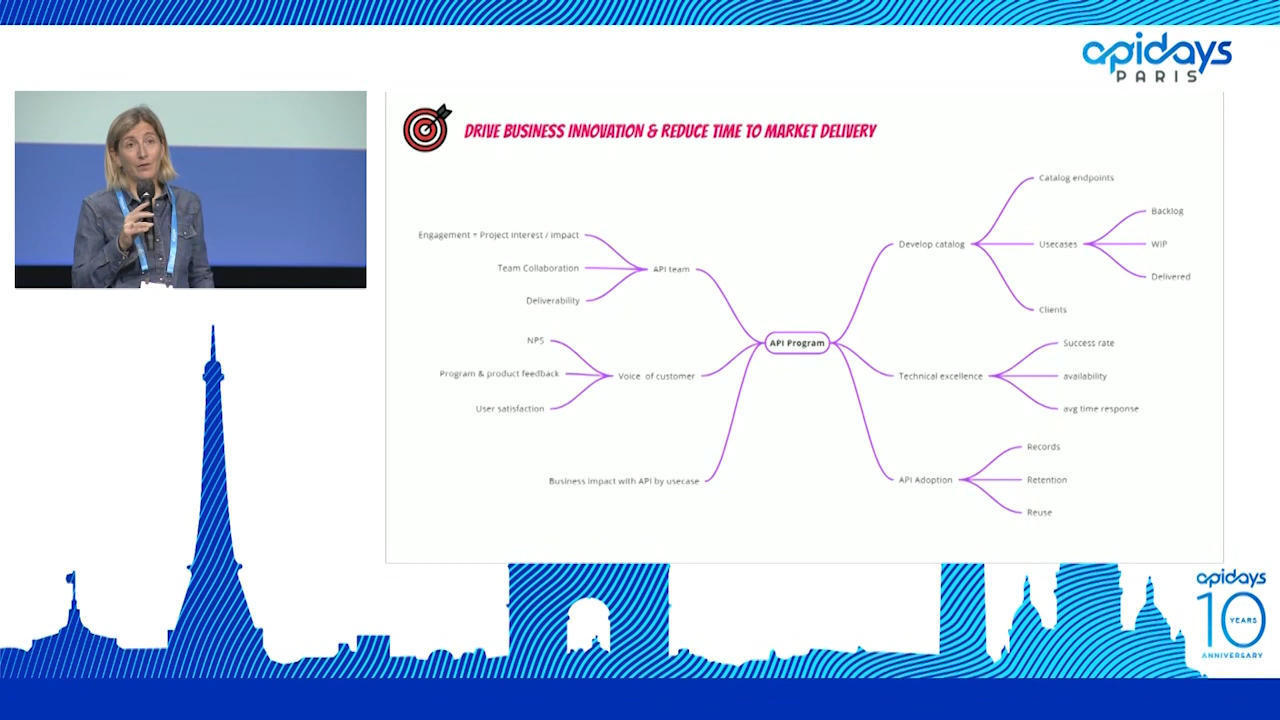 apidays
PARIS
DRIVE BUSINESS INNOVATION & REDUCE TIME TO MARKET DELIVERY
Engagement = Project interest / impact
Team Collaboration
Deliverability
API team
NPS
Program & product feedback
User satisfaction
Voice of customer
Business impact with API by usecase
API Program
Develop catalog
Catalog endpoints
Usecases
Backlog
WIP
Delivered
Clients
Technical excellence
Success rate
availability
avg time response
API Adoption
Records
Retention
Reuse
apidays
10
YEARS
ANNIVERSARY